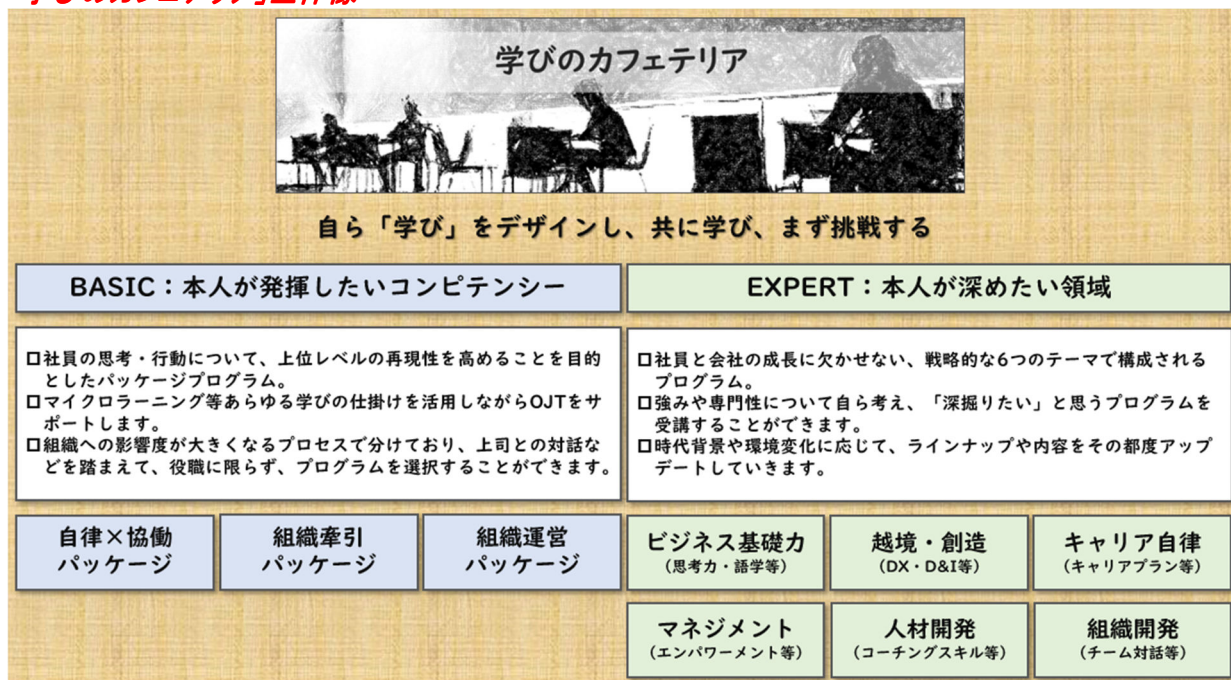 学びのカフェテリア
自ら「学び」をデザインし、共に学び、まず挑戦する
BASIC：本人が発揮したいコンピテンシー
□社員の思考・行動について、上位レベルの再現性を高めることを目的
としたパッケージプログラム。
□マイクロラーニング等あらゆる学びの仕掛けを活用しながらOJTをサ
ポートします。
□組織への影響度が大きくなるプロセスで分けており、上司との対話な
どを踏まえて、役職に限らず、プログラムを選択することができます。
自律×協働
パッケージ
組織牽引
パッケージ
組織運営
パッケージ
EXPERT：本人が深めたい領域
□社員と会社の成長に欠かせない、戦略的な6つのテーマで構成される
プログラム。
□強みや専門性について自ら考え、「深掘りたい」と思うプログラムを
受講することができます。
□時代背景や環境変化に応じて、ラインナップや内容をその都度アップ
デートしていきます。
ビジネス基礎力
（思考力・語学等）
越境・創造
（DX・D&I等）
キャリア自律
（キャリアプラン等）
マネジメント
（エンパワーメント等）
人材開発
（コーチングスキル等）
組織開発
（チーム対話等）